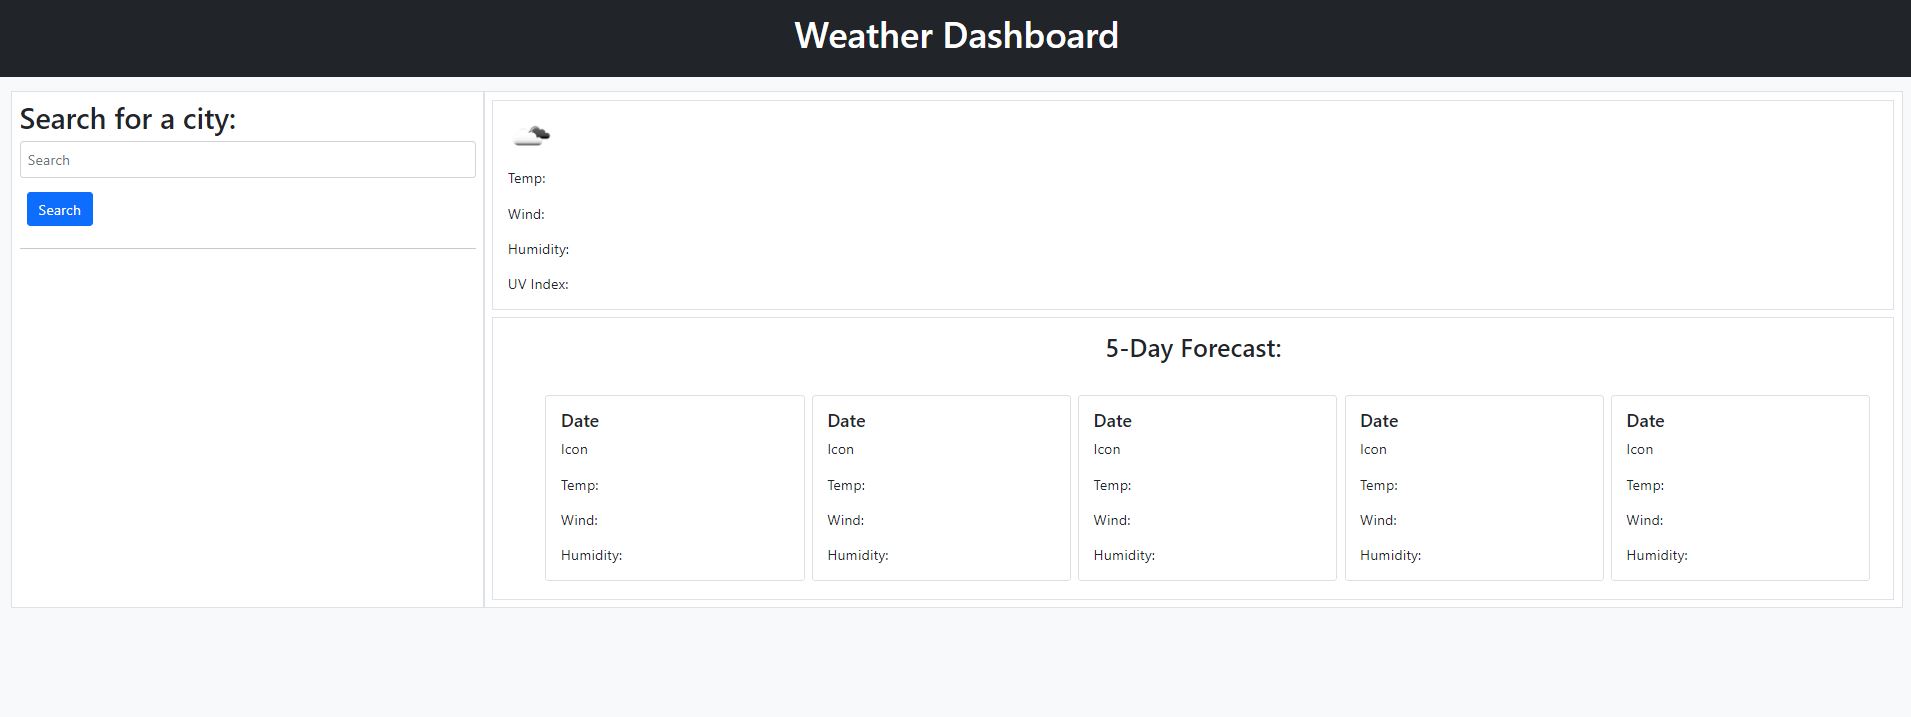 Weather Dashboard
Search for a city:
Search
Search
Temp:
Wind:
Humidity:
UV Index:
5-Day Forecast:
Date
Icon
Temp:
Wind:
Humidity:
Date
Icon
Temp:
Wind:
Humidity:
Date
Icon
Temp:
Wind:
Humidity:
Date
Icon
Temp:
Wind:
Humidity:
Date
Icon
Temp:
Wind:
Humidity: